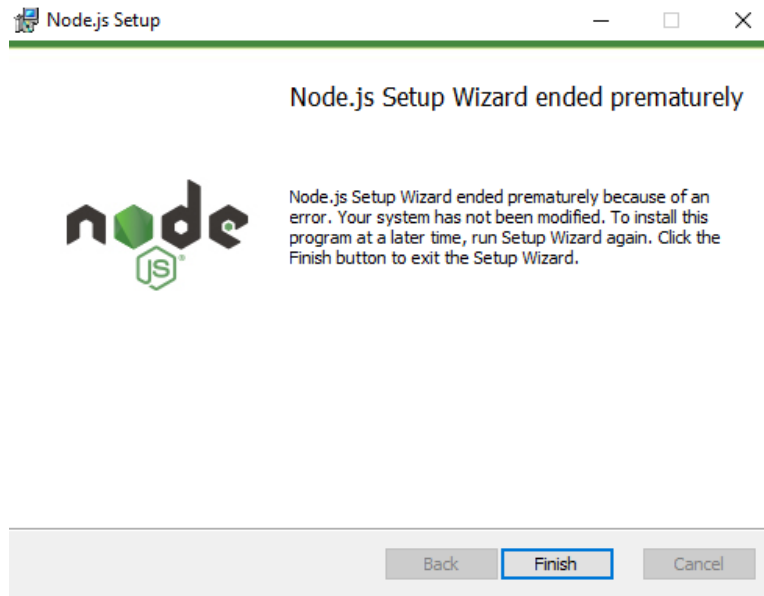 Node.js Setup
Node.js Setup Wizard ended prematurely
Node.js Setup Wizard ended prematurely because of an
error. Your system has not been modified. To install this
program at a later time, run Setup Wizard again. Click the
Finish button to exit the Setup Wizard.
node
JS®
Back
Finish
Cancel